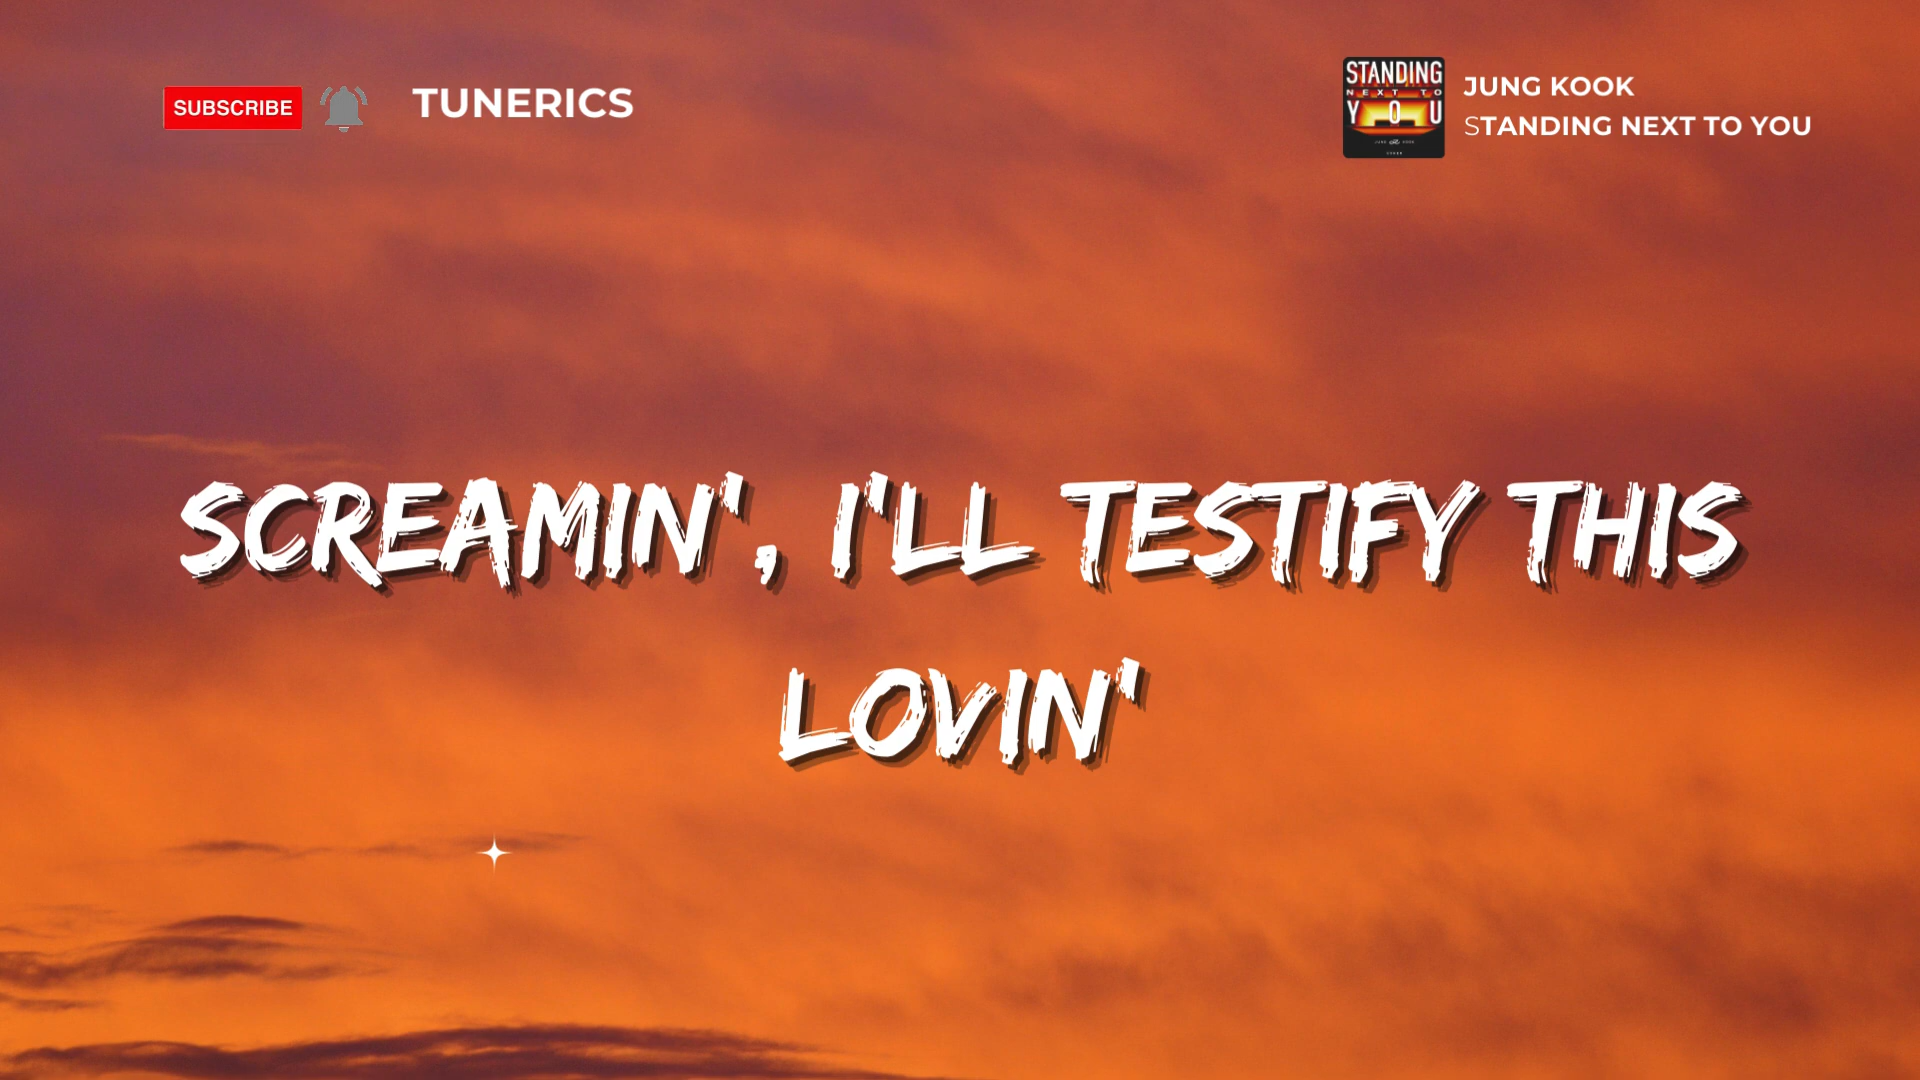 SUBSCRIBE
TUNERICS
STANDING
NEXT TO
YOU
JUNG KOOK
STANDING NEXT TO YOU
SCREAMIN', I'LL TESTIFY THIS
LOVIN'